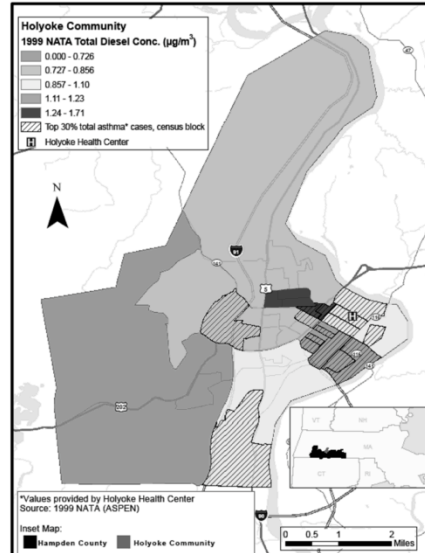 Holyoke Community
1999 NATA Total Diesel Conc. (µg/m³)
0.000 - 0.726
0.727 - 0.856
0.857 - 1.10
1.11 - 1.23
1.24 - 1.71
Top 30% total asthma* cases, census block
H Holyoke Health Center
N
91
5
H
202
VT
NH
MA
CT
RI
*Values provided by Holyoke Health Center
Source: 1999 NATA (ASPEN)
Inset Map:
Hampden County
Holyoke Community
0 0.5 1 2
Miles